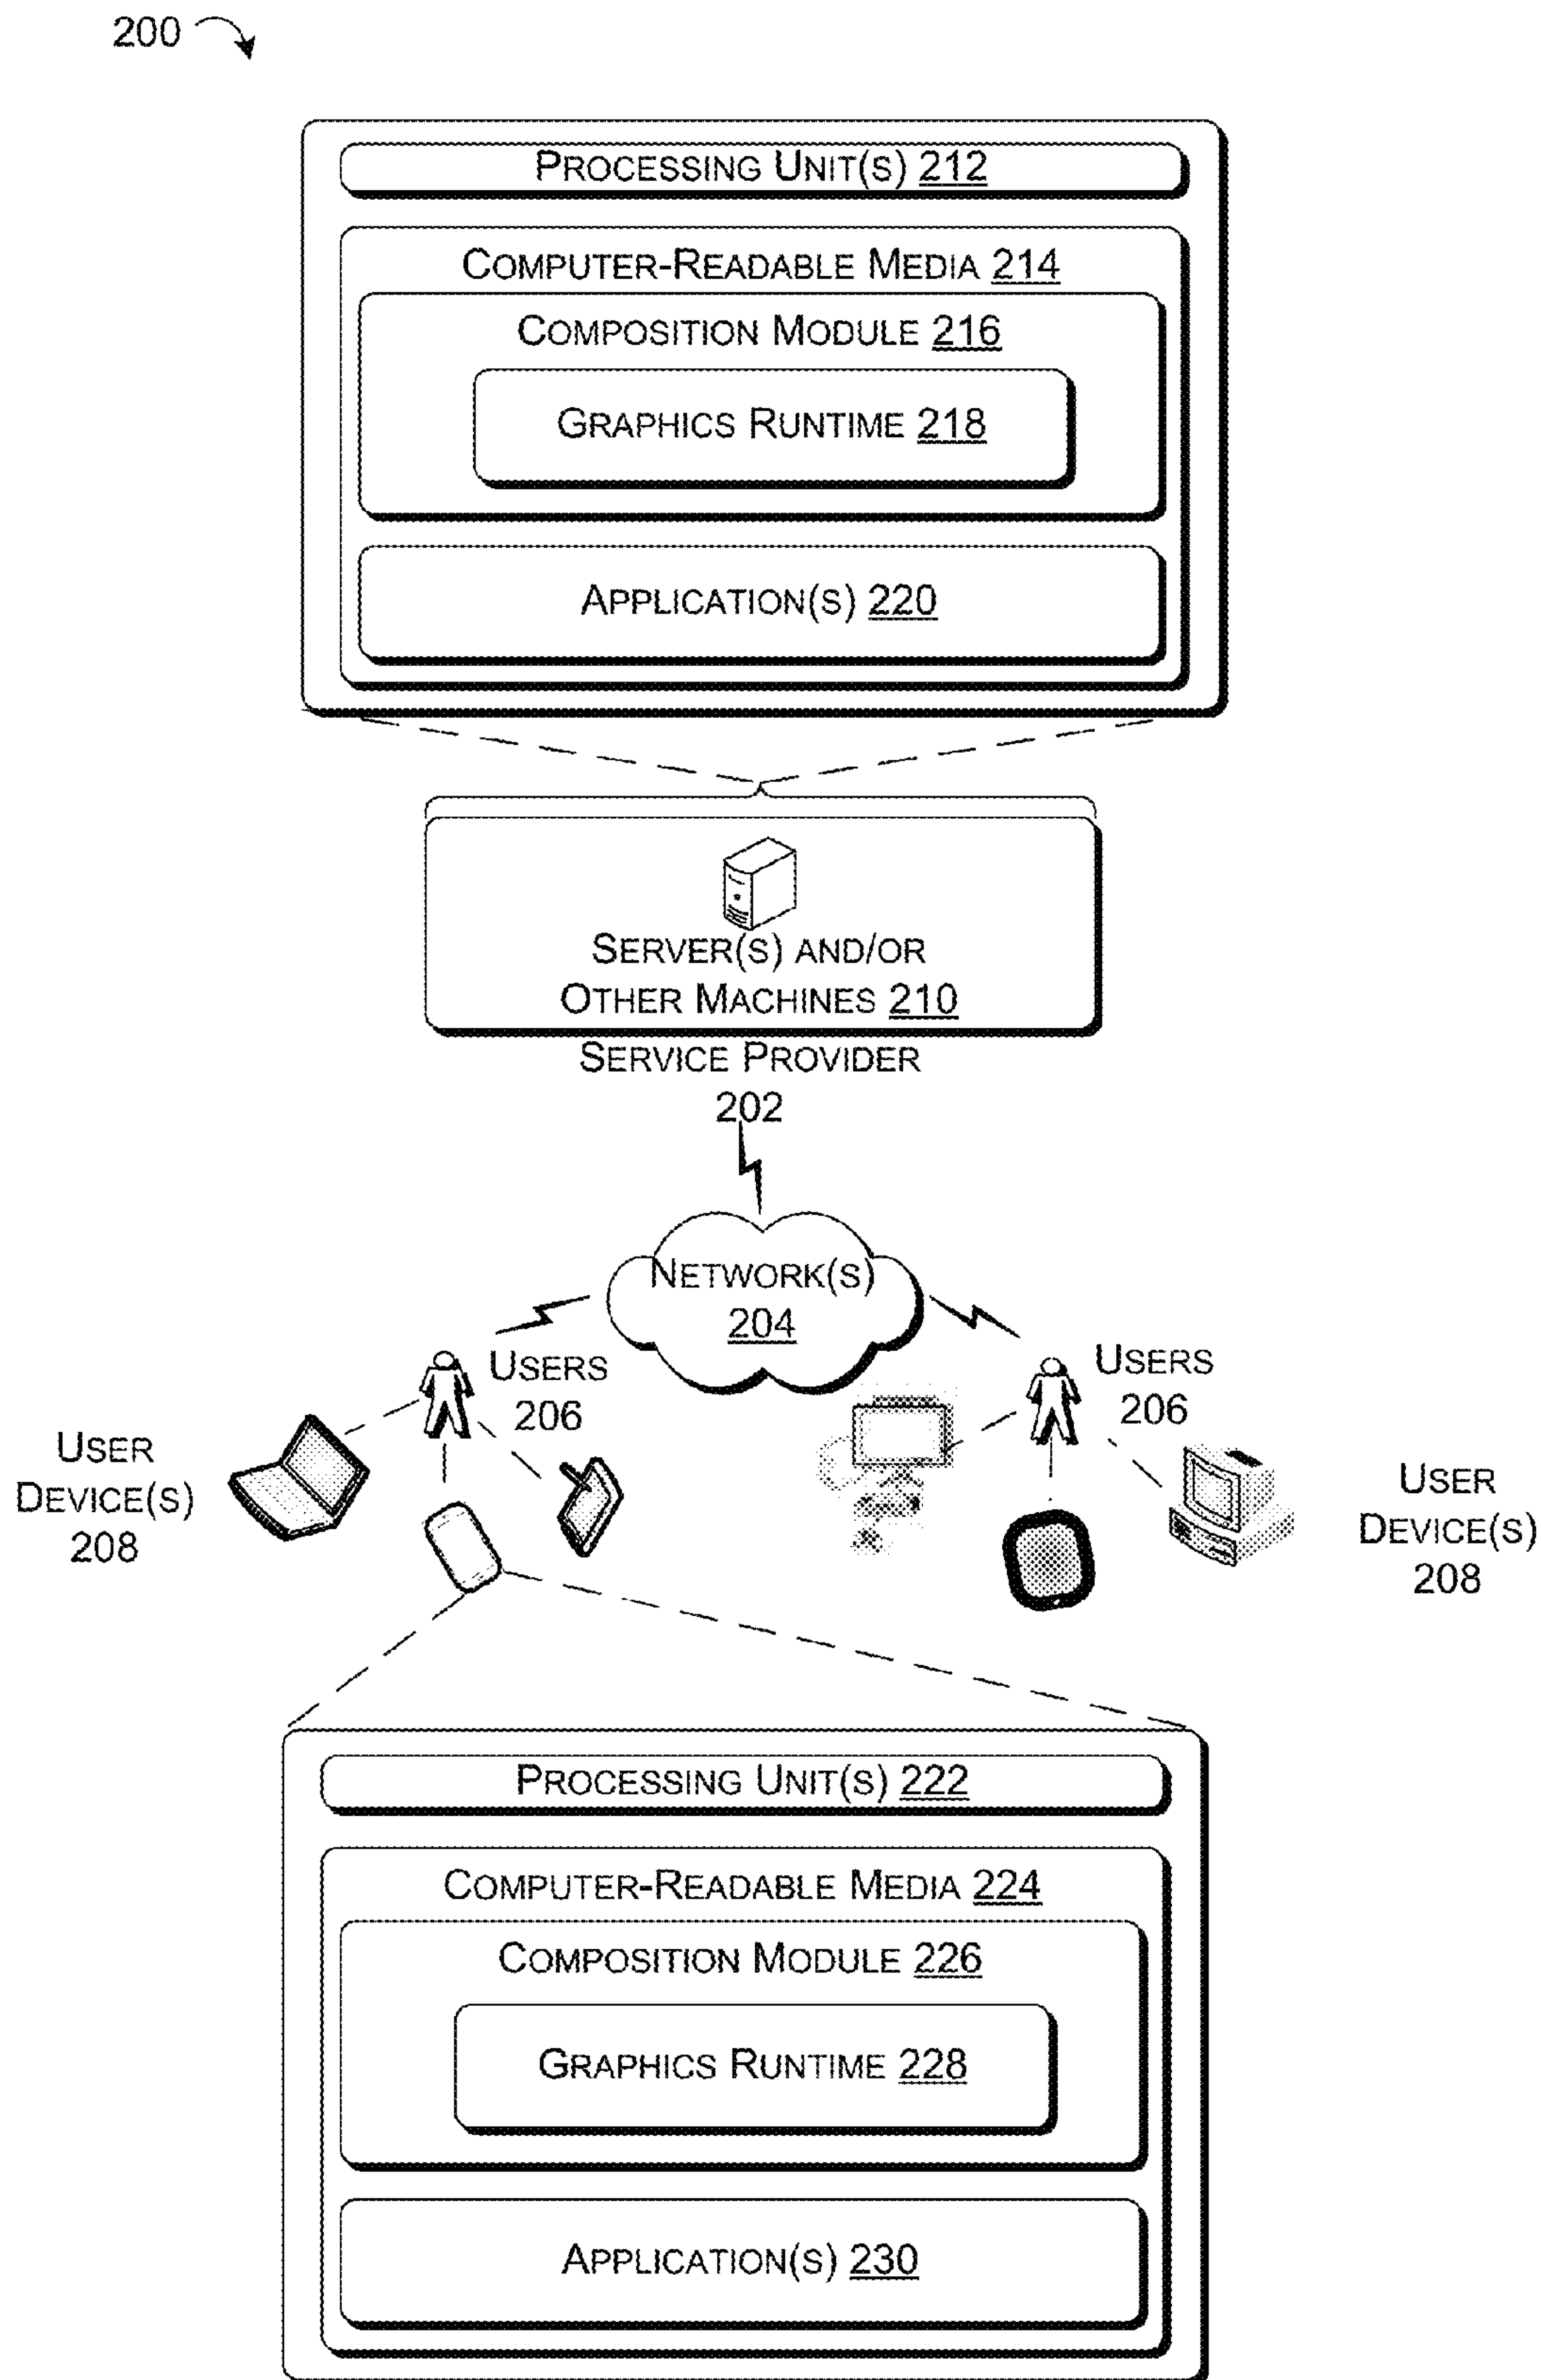 200
PROCESSING UNIT(S) 212
COMPUTER-READABLE MEDIA 214
COMPOSITION MODULE 216
GRAPHICS RUNTIME 218
APPLICATION(S) 220
SERVER(S) AND/OR
OTHER MACHINES 210
SERVICE PROVIDER
202
NETWORK(S)
204
USERS
206
USERS
206
USER
DEVICE(S)
208
USER
DEVICE(S)
208
PROCESSING UNIT(S) 222
COMPUTER-READABLE MEDIA 224
COMPOSITION MODULE 226
GRAPHICS RUNTIME 228
APPLICATION(S) 230